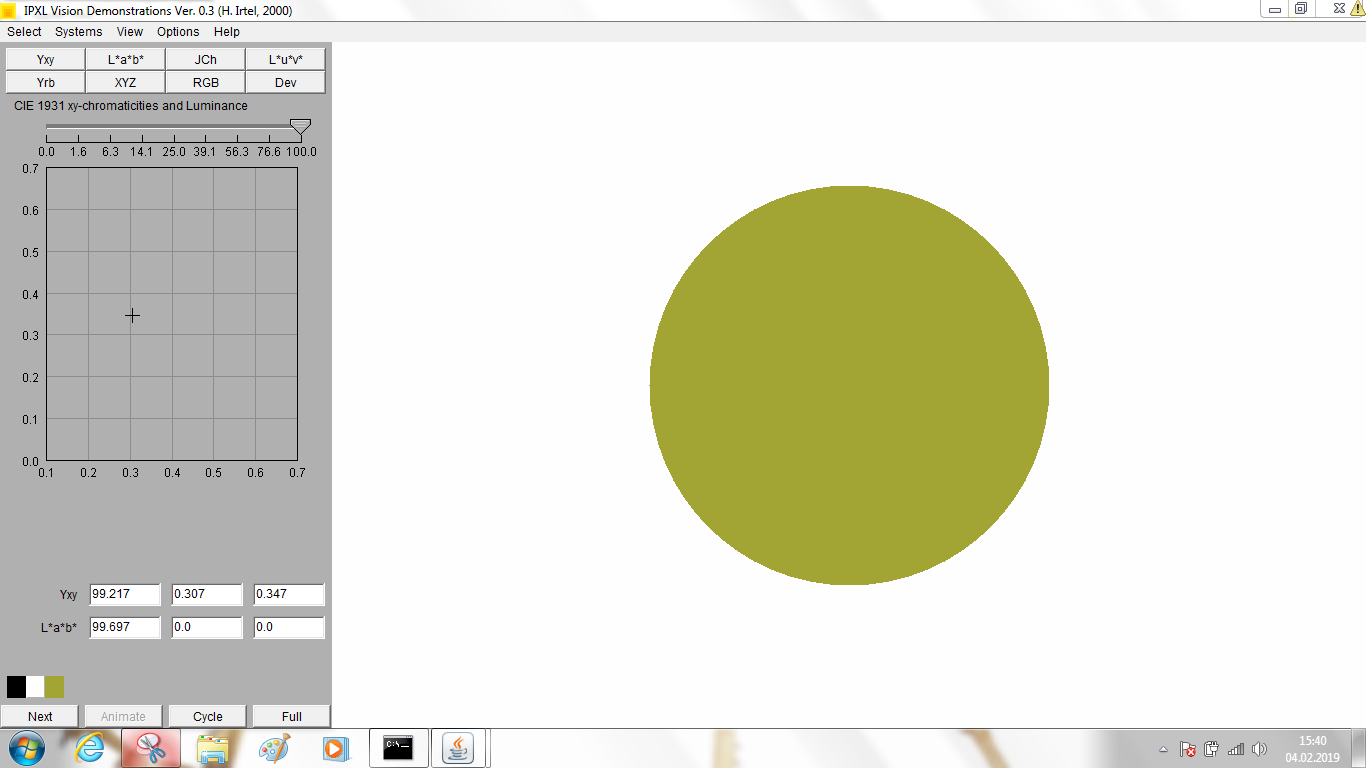 IPXL Vision Demonstrations Ver. 0.3 (H. Irtel, 2000)
Select Systems View Options Help
Yxy L*a*b* JCh L*u*v*
Yrb XYZ RGB Dev
CIE 1931 xy-chromaticities and Luminance
0.0 1.6 6.3 14.1 25.0 39.1 56.3 76.6 100.0
0.7
0.6
0.5
0.4
0.3
0.2
0.1
0.0
0.1 0.2 0.3 0.4 0.5 0.6 0.7
Yxy 99.217 0.307 0.347
L*a*b* 99.697 0.0 0.0
Next Animate Cycle Full
C:\
15:40
04.02.2019